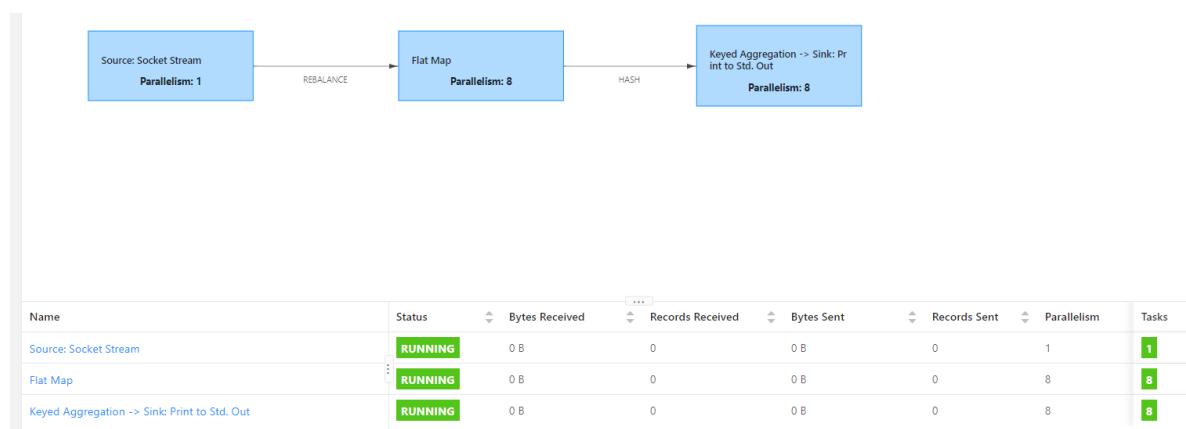 Source: Socket Stream
Parallelism: 1
REBALANCE
Flat Map
Parallelism: 8
HASH
Keyed Aggregation -> Sink: Pr
int to Std. Out
Parallelism: 8
Name Status Bytes Received Records Received Bytes Sent Records Sent Parallelism Tasks
Source: Socket Stream RUNNING 0 B 0 0 B 0 1 1
Flat Map RUNNING 0 B 0 0 B 0 8 8
Keyed Aggregation -> Sink: Print to Std. Out RUNNING 0 B 0 0 B 0 8 8